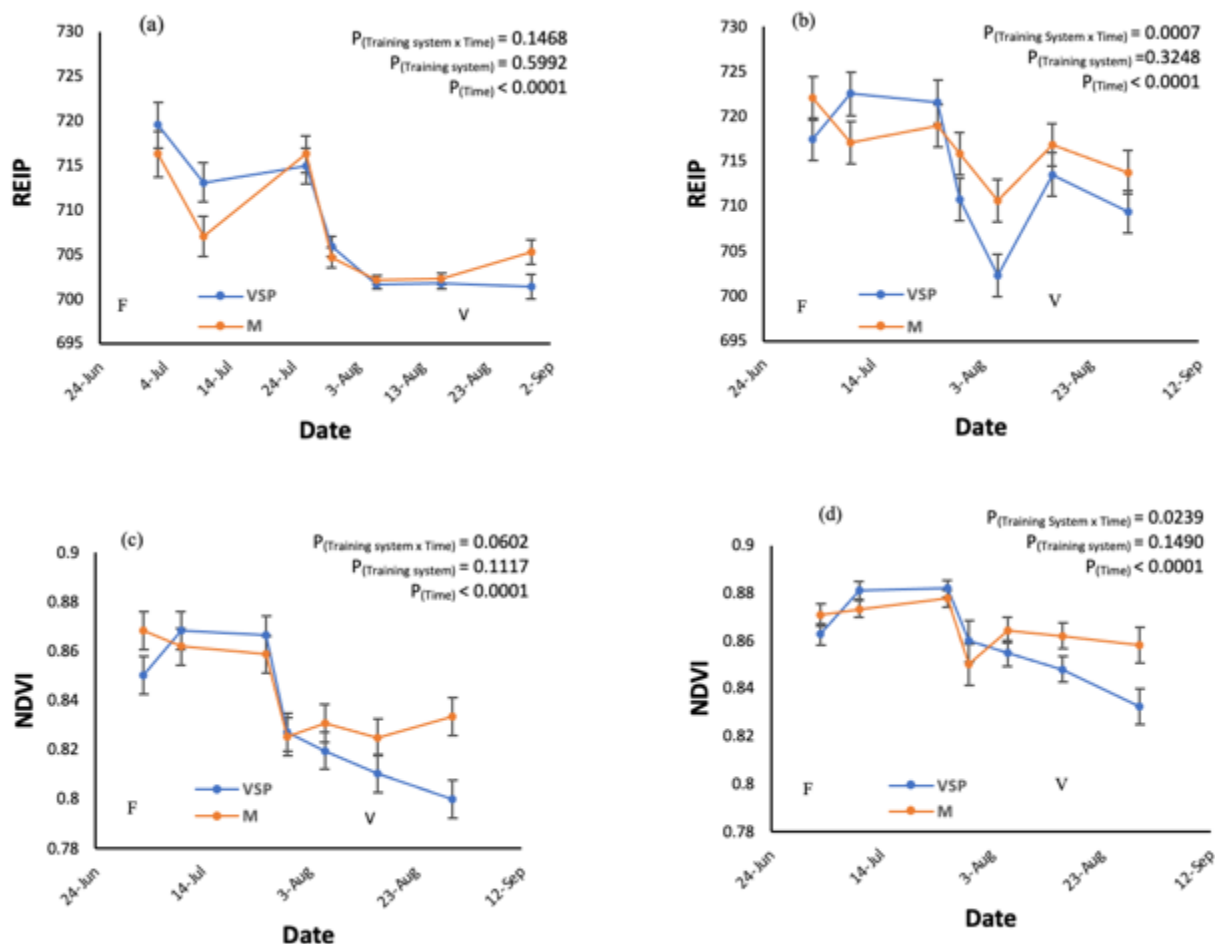 (a)
P(Training system x Time) = 0.1468
P(Training system) = 0.5992
P(Time) < 0.0001
730
725
720
715
710
705
700
695
REIP
F
VSP
M
V
24-Jun
4-Jul
14-Jul
24-Jul
3-Aug
13-Aug
23-Aug
2-Sep
Date
(b)
P(Training System x Time) = 0.0007
P(Training system) =0.3248
P(Time) < 0.0001
730
725
720
715
710
705
700
695
REIP
F
VSP
M
V
24-Jun
14-Jul
3-Aug
23-Aug
12-Sep
Date
(c)
P(Training system x Time) = 0.0602
P(Training system) = 0.1117
P(Time) < 0.0001
0.9
0.88
0.86
0.84
0.82
0.8
0.78
NDVI
F
VSP
M
V
24-Jun
14-Jul
3-Aug
23-Aug
12-Sep
Date
(d)
P(Training System x Time) = 0.0239
P(Training system) = 0.1490
P(Time) < 0.0001
0.9
0.88
0.86
0.84
0.82
0.8
0.78
NDVI
F
VSP
M
V
24-Jun
14-Jul
3-Aug
23-Aug
12-Sep
Date